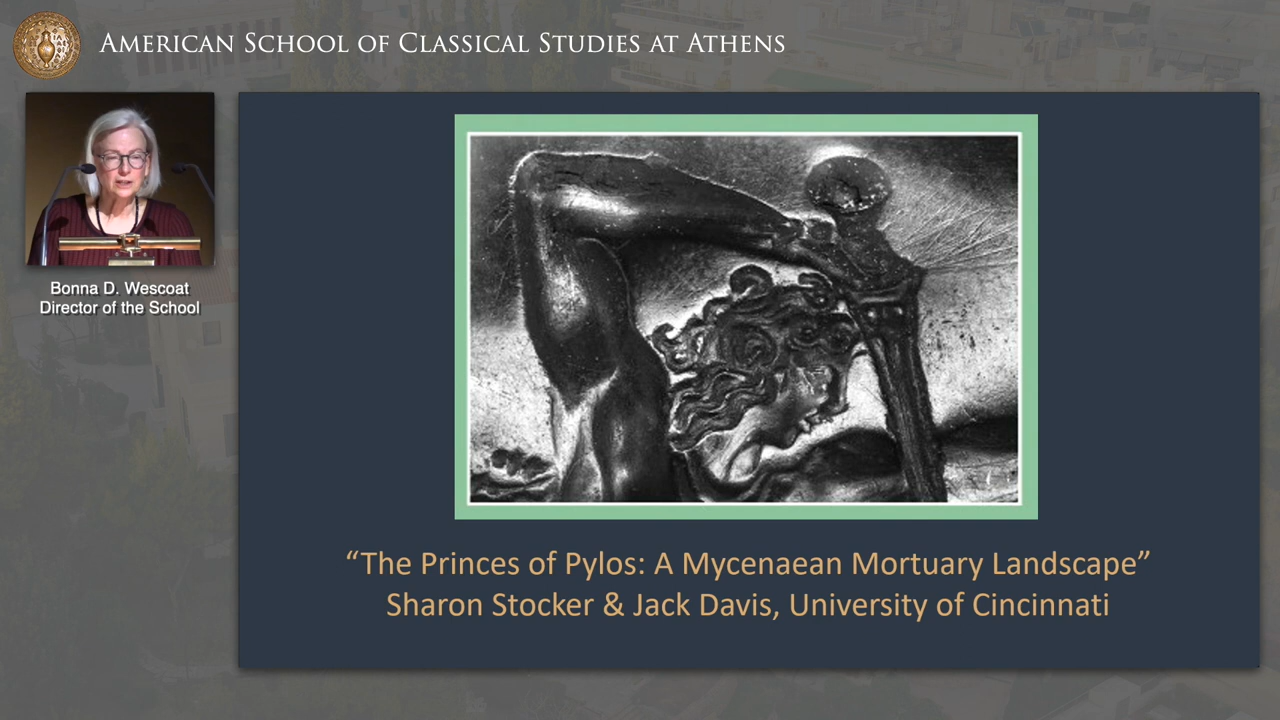 AMERICAN SCHOOL OF CLASSICAL STUDIES AT ATHENS
Bonna D. Wescoat
Director of the School
“The Princes of Pylos: A Mycenaean Mortuary Landscape”
Sharon Stocker & Jack Davis, University of Cincinnati